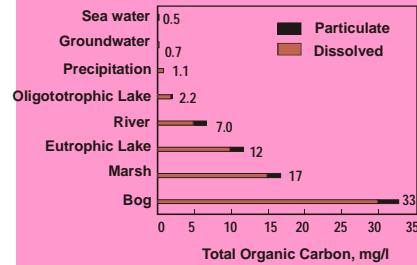 Sea water 0.5
Groundwater 0.7
Precipitation 1.1
Oligototrophic Lake 2.2
River 7.0
Eutrophic Lake 12
Marsh 17
Bog 33
Particulate
Dissolved
0 5 10 15 20 25 30 35
Total Organic Carbon, mg/l